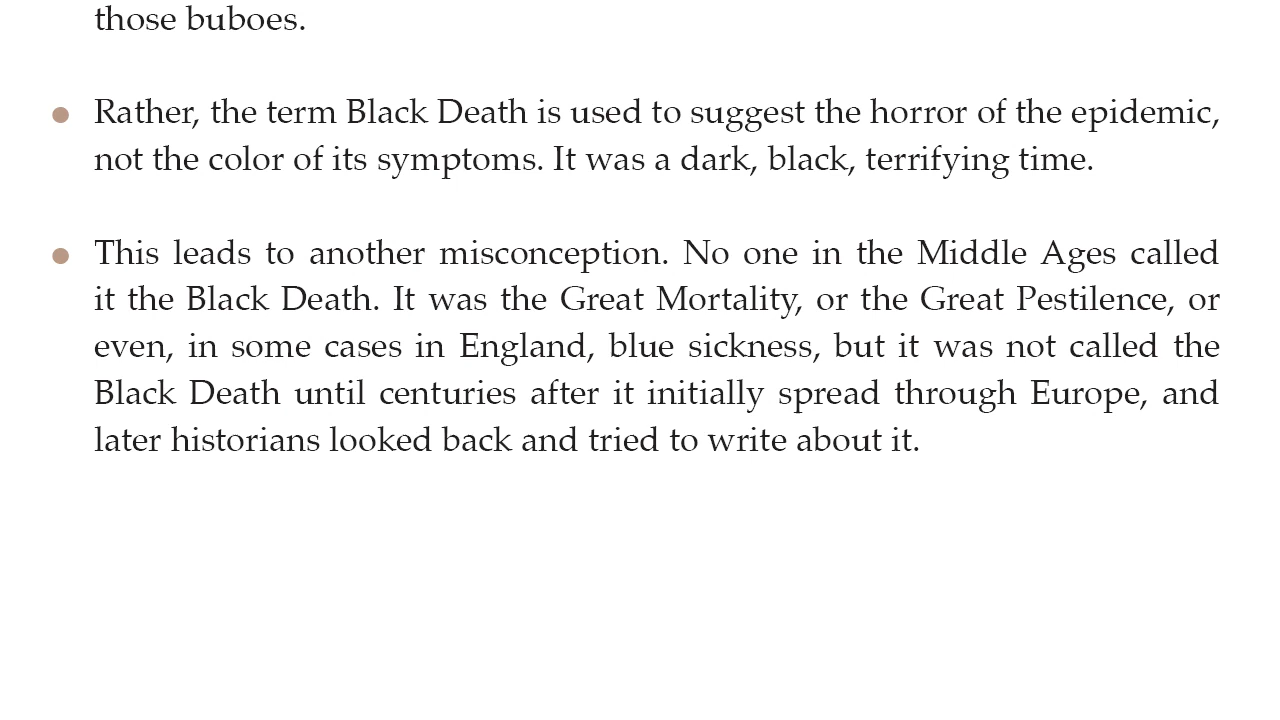 those buboes.
● Rather, the term Black Death is used to suggest the horror of the epidemic,
not the color of its symptoms. It was a dark, black, terrifying time.
● This leads to another misconception. No one in the Middle Ages called
it the Black Death. It was the Great Mortality, or the Great Pestilence, or
even, in some cases in England, blue sickness, but it was not called the
Black Death until centuries after it initially spread through Europe, and
later historians looked back and tried to write about it.